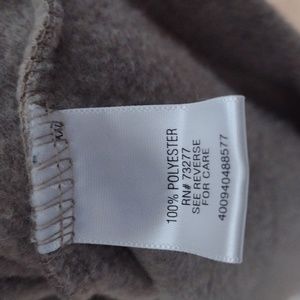 100% POLYESTER
RN# 73277
SEE REVERSE
FOR CARE
400940488577